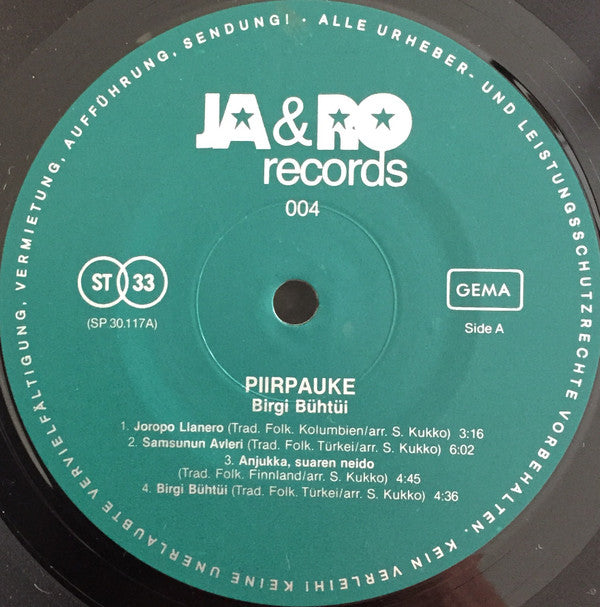 ALLE URHEBER- UND LEISTUNGSSCHUTZRECHTE VORBEHALTEN. KEIN VERLEIH! KEINE UNERLAUBTE VERVIELFÄLTIGUNG, VERMIETUNG, AUFFÜHRUNG, SENDUNG! ·
JA & RO
records
004
ST 33
GEMA
(SP 30.117A)
Side A
PIIRPAUKE
Birgi Bühtüi
1. Joropo Llanero (Trad. Folk. Kolumbien/arr. S. Kukko) 3:16
2. Samsunun Avleri (Trad. Folk. Türkei/arr. S. Kukko) 6:02
3. Anjukka, suaren neido
(Trad. Folk. Finnland/arr. S. Kukko) 4:45
4. Birgi Bühtüi (Trad. Folk. Türkei/arr. S. Kukko) 4:36